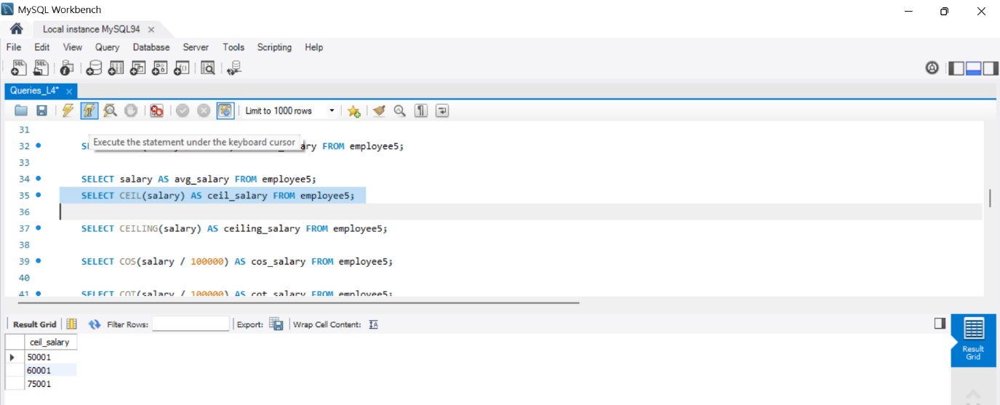 MySQL Workbench
Local instance MySQL94
File Edit View Query Database Server Tools Scripting Help
Queries_L4*
Limit to 1000 rows
31
Execute the statement under the keyboard cursor
32 FROM employee5;
33
34 SELECT salary AS avg_salary FROM employee5;
35 SELECT CEIL(salary) AS ceil_salary FROM employee5;
36
37 SELECT CEILING(salary) AS ceiling_salary FROM employee5;
38
39 SELECT COS(salary / 100000) AS cos_salary FROM employee5;
40
41 SELECT COT(salary / 100000) AS cot_salary FROM employee5;
Result Grid Filter Rows: Export: Wrap Cell Content:
ceil_salary
50001
60001
75001
Result
Grid